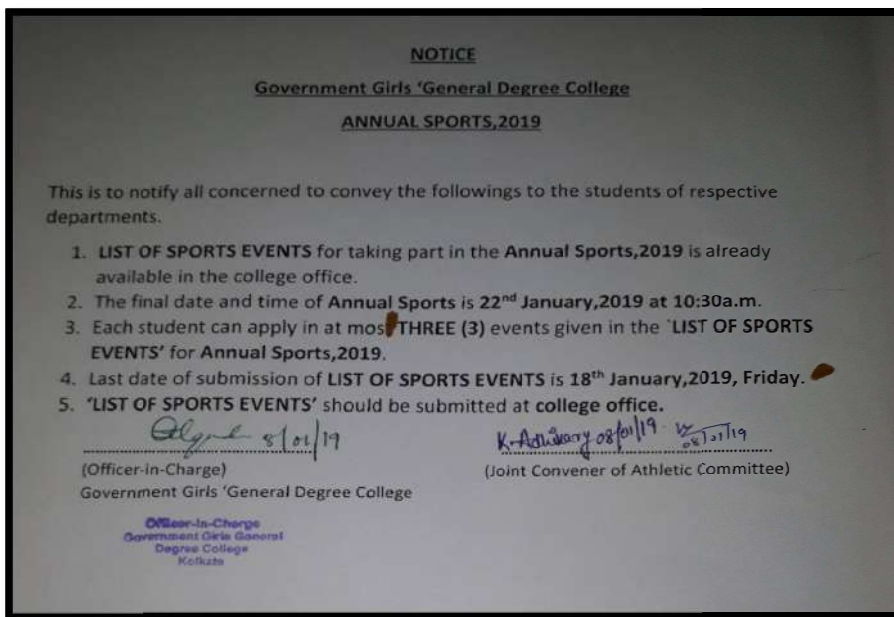 NOTICE
Government Girls ‘General Degree College
ANNUAL SPORTS,2019
This is to notify all concerned to convey the followings to the students of respective
departments.
1. LIST OF SPORTS EVENTS for taking part in the Annual Sports,2019 is already
available in the college office.
2. The final date and time of Annual Sports is 22nd January,2019 at 10:30a.m.
3. Each student can apply in at mos THREE (3) events given in the `LIST OF SPORTS
EVENTS’ for Annual Sports,2019.
4. Last date of submission of LIST OF SPORTS EVENTS is 18th January,2019, Friday.
5. ‘LIST OF SPORTS EVENTS’ should be submitted at college office.
8/01/19
K. Adhikary 08/01/19 08/01/19
(Officer-in-Charge)
(Joint Convener of Athletic Committee)
Government Girls ‘General Degree College
Officer-In-Charge
Government Girls General
Degree College
Kolkata